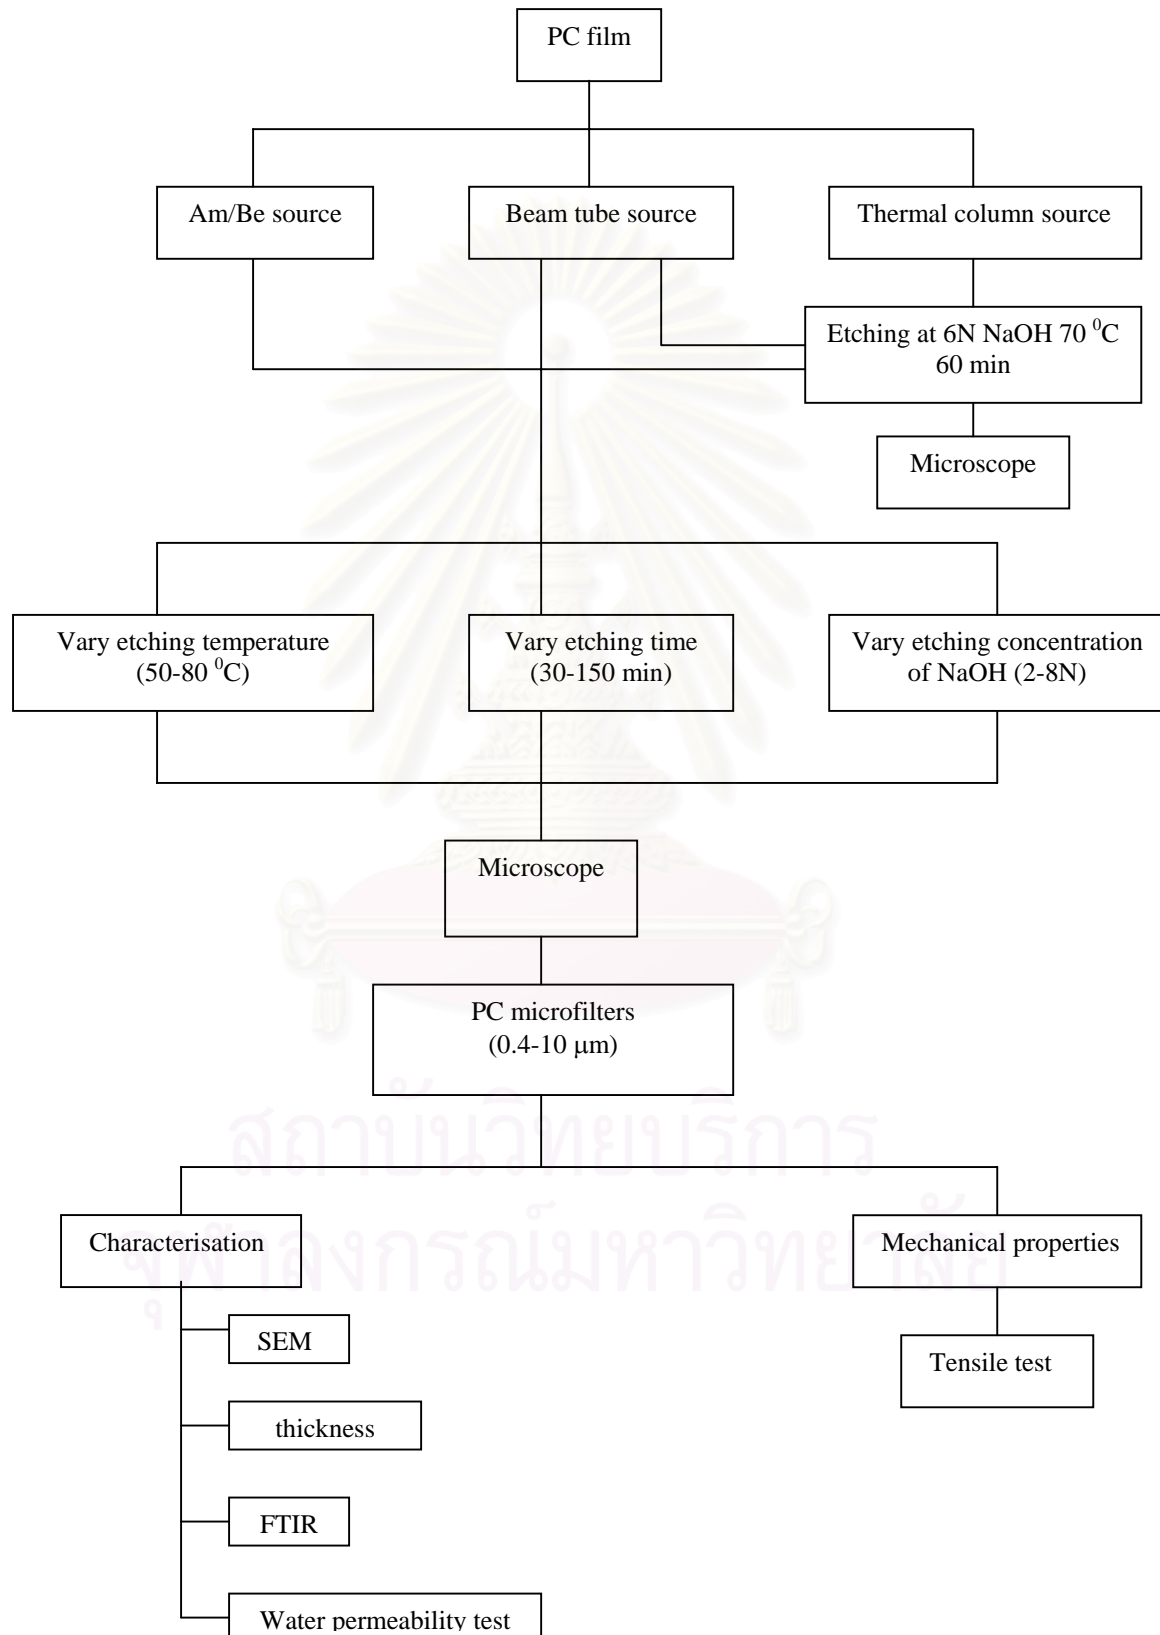 PC film
Am/Be source
Beam tube source
Thermal column source
Etching at 6N NaOH 70 ⁰C
60 min
Microscope
Vary etching temperature
(50-80 ⁰C)
Vary etching time
(30-150 min)
Vary etching concentration
of NaOH (2-8N)
Microscope
PC microfilters
(0.4-10 μm)
สถาบันวิทยบริการ
จุฬาลงกรณ์มหาวิทยาลัย
Characterisation
Mechanical properties
SEM
Tensile test
thickness
FTIR
Water permeability test